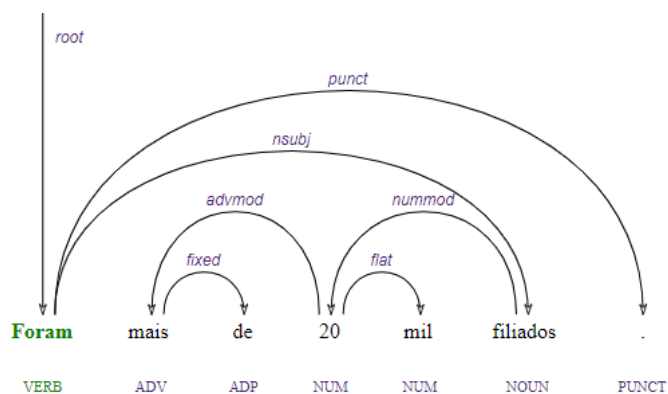 root
punct
nsubj
advmod nummod
fixed flat
Foram mais de 20 mil filiados .
VERB ADV ADP NUM NUM NOUN PUNCT